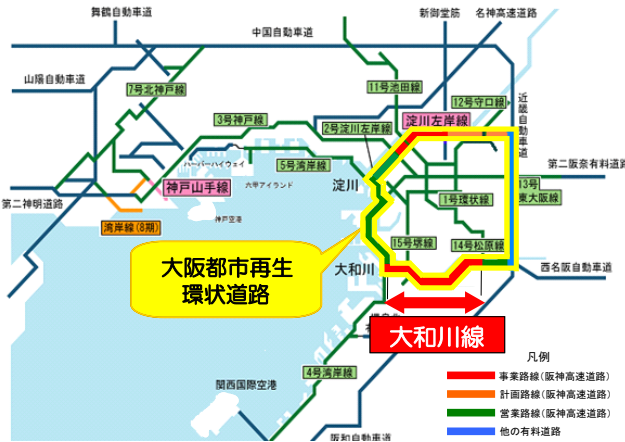 舞鶴自動車道
新御堂筋
名神高速道路
中国自動車道
山陽自動車道
7号北神戸線
11号池田線
12号守口線
近畿自動車道
3号神戸線
2号淀川左岸線
淀川左岸線
ハーバーハイウェイ
5号湾岸線
第二阪奈有料道路
神戸山手線
六甲アイランド
淀川
13号
東大阪線
第二神明道路
1号環状線
神戸空港
湾岸線(8期)
15号堺線
14号松原線
大阪都市再生
環状道路
大和川
西名阪自動車道
大和川線
4号湾岸線
凡例
事業路線(阪神高速道路)
関西国際空港
計画路線(阪神高速道路)
営業路線(阪神高速道路)
阪和自動車道
他の有料道路